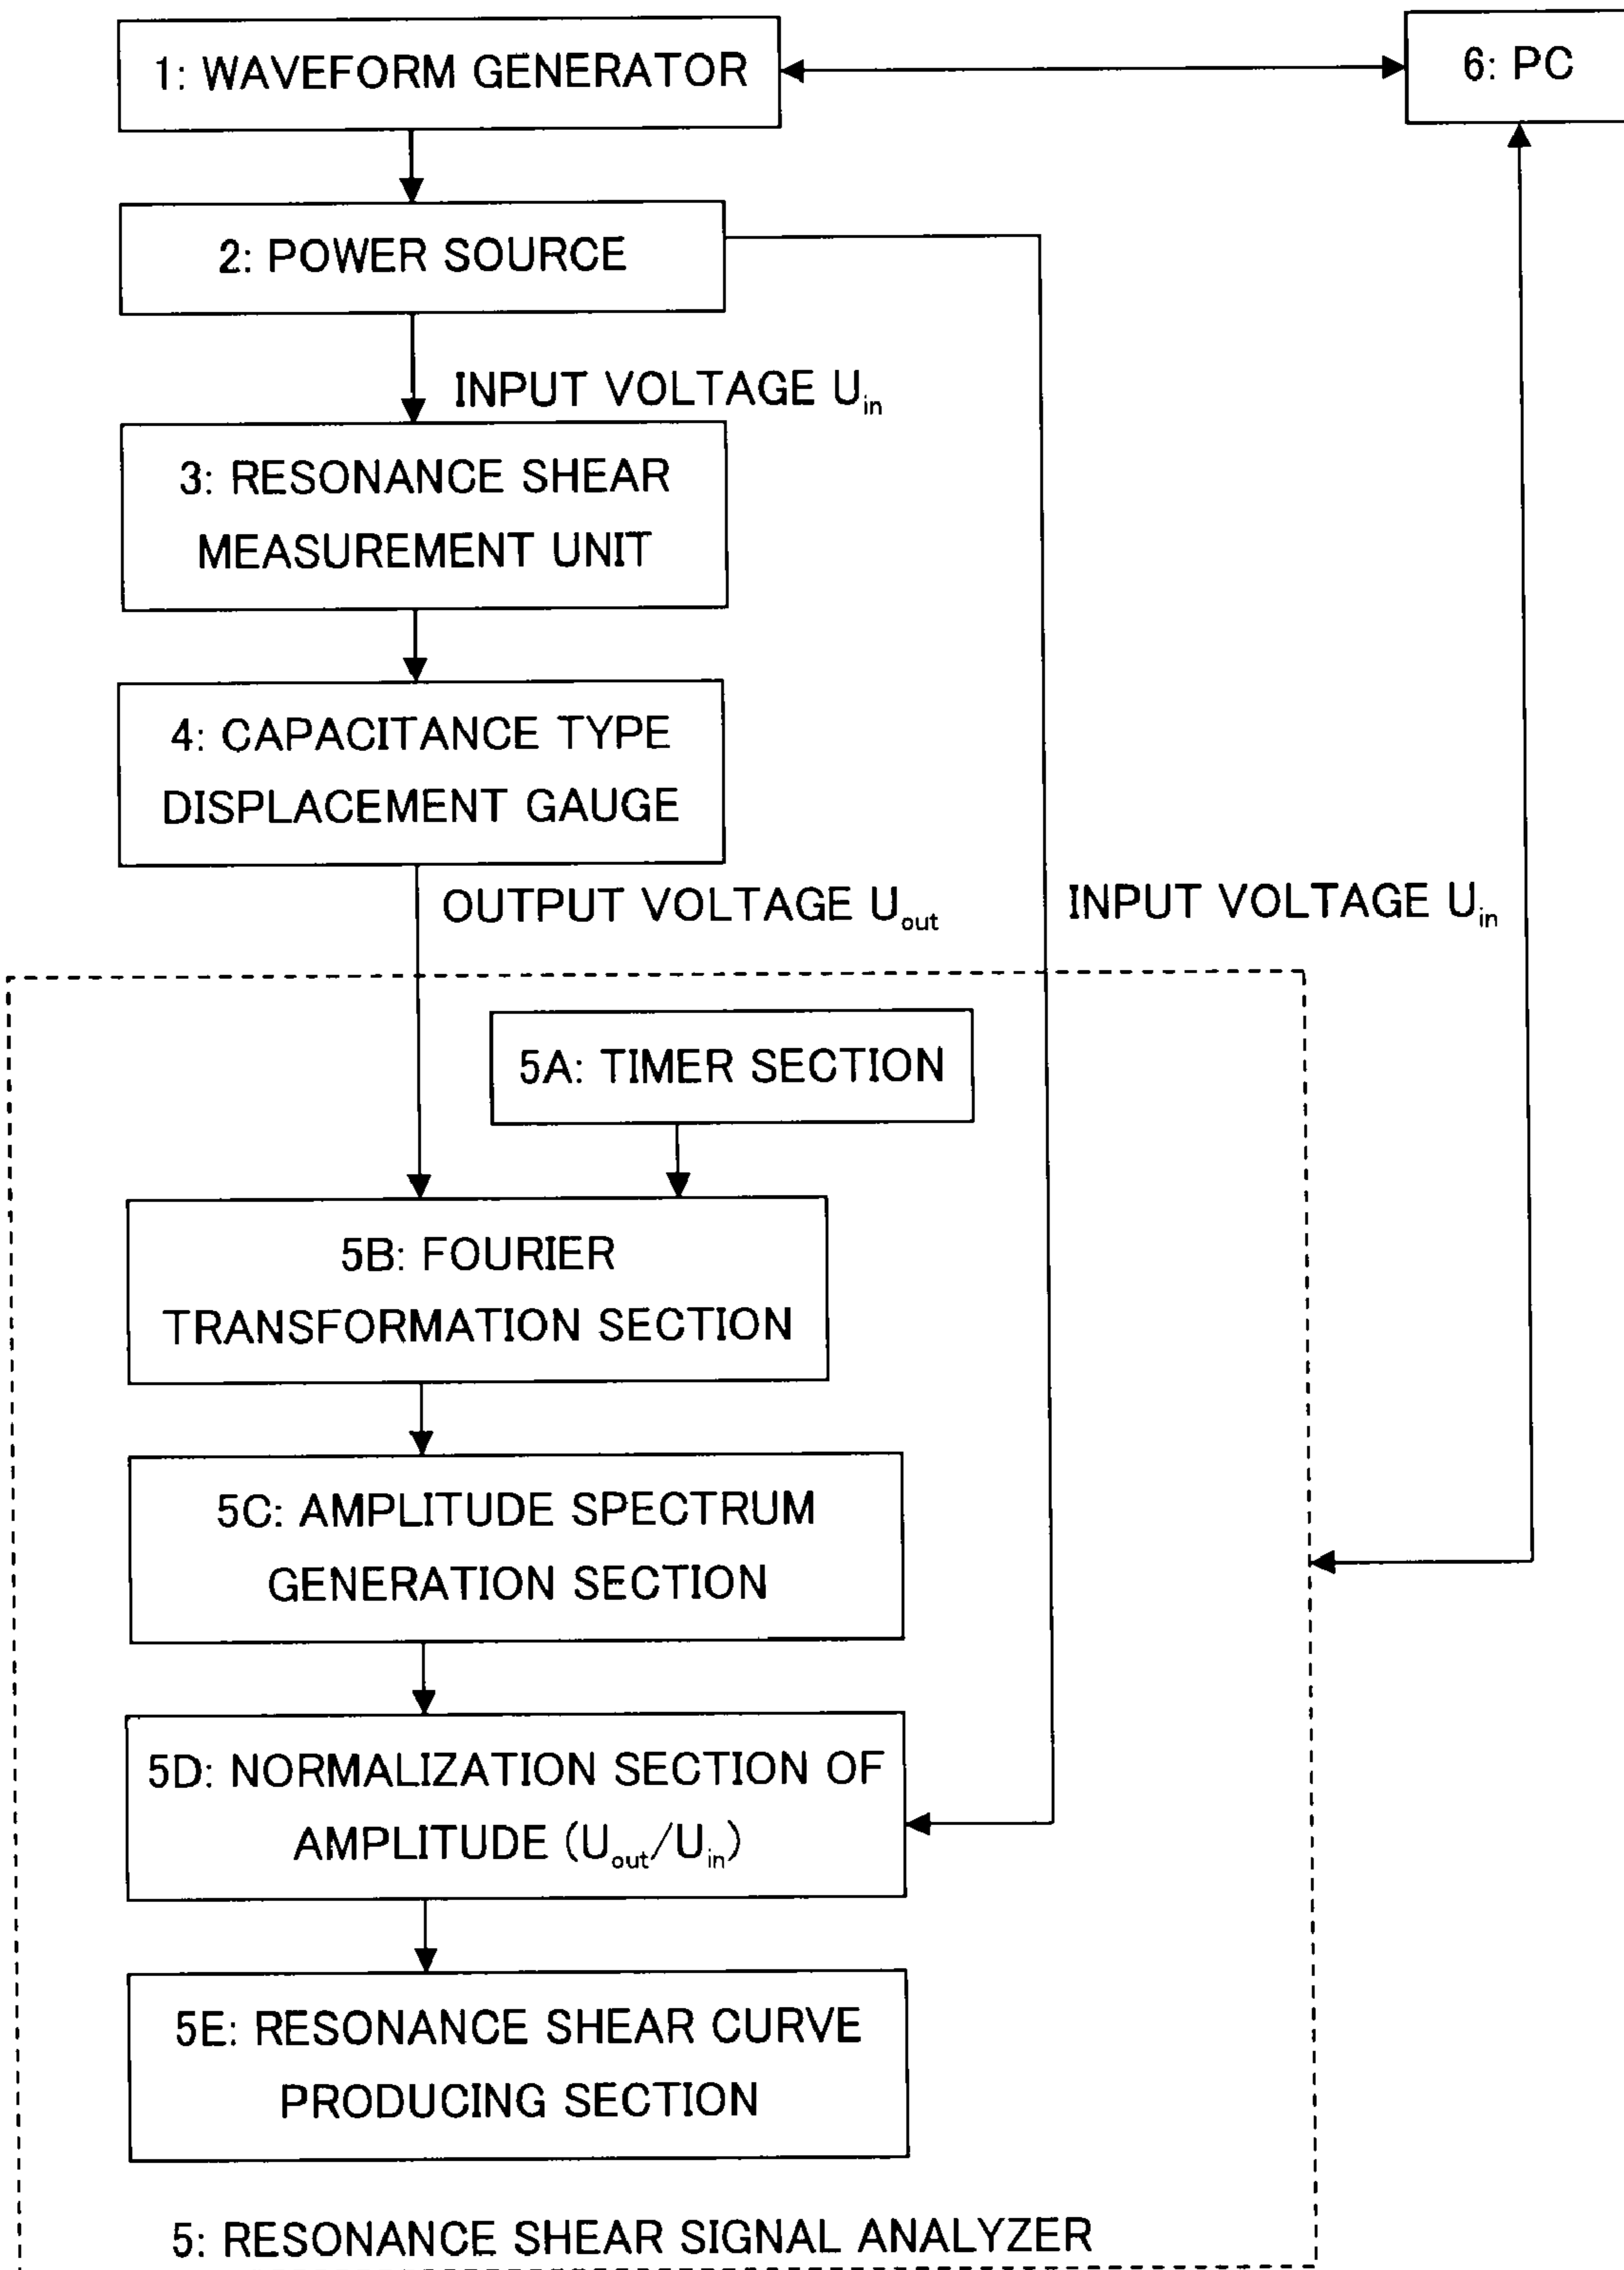 1: WAVEFORM GENERATOR
6: PC
2: POWER SOURCE
INPUT VOLTAGE Uin
3: RESONANCE SHEAR
MEASUREMENT UNIT
4: CAPACITANCE TYPE
DISPLACEMENT GAUGE
OUTPUT VOLTAGE Uout
INPUT VOLTAGE Uin
5A: TIMER SECTION
5B: FOURIER
TRANSFORMATION SECTION
5C: AMPLITUDE SPECTRUM
GENERATION SECTION
5D: NORMALIZATION SECTION OF
AMPLITUDE (Uout/Uin)
5E: RESONANCE SHEAR CURVE
PRODUCING SECTION
5: RESONANCE SHEAR SIGNAL ANALYZER